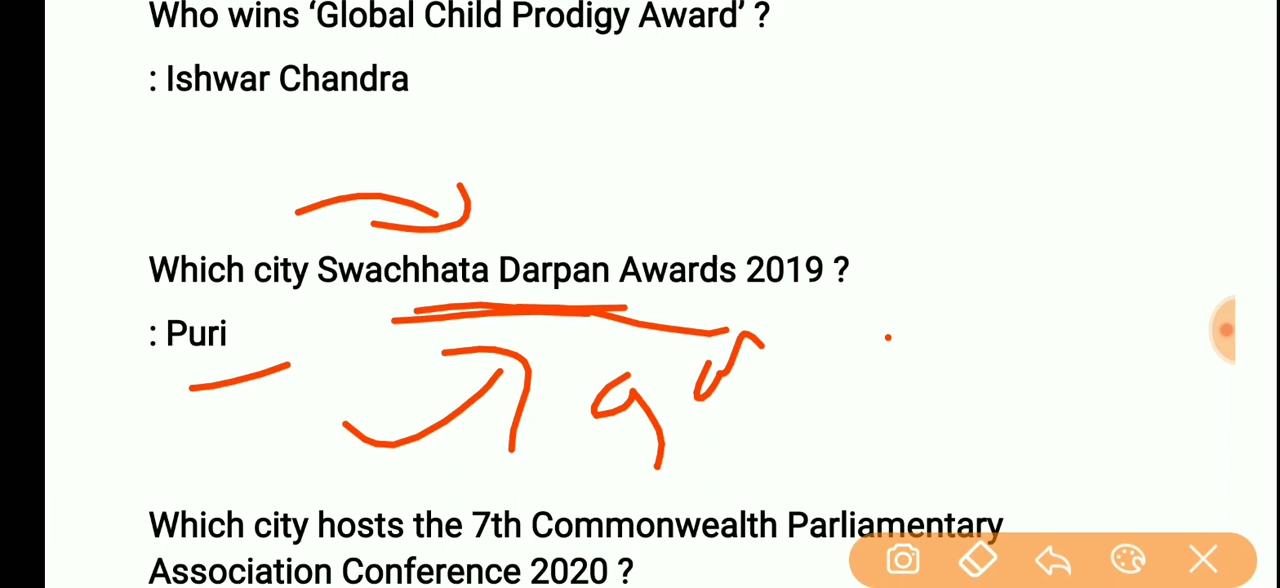 Who wins ‘Global Child Prodigy Award’ ?
: Ishwar Chandra
Which city Swachhata Darpan Awards 2019 ?
: Puri
Which city hosts the 7th Commonwealth Parliamentary
Association Conference 2020 ?